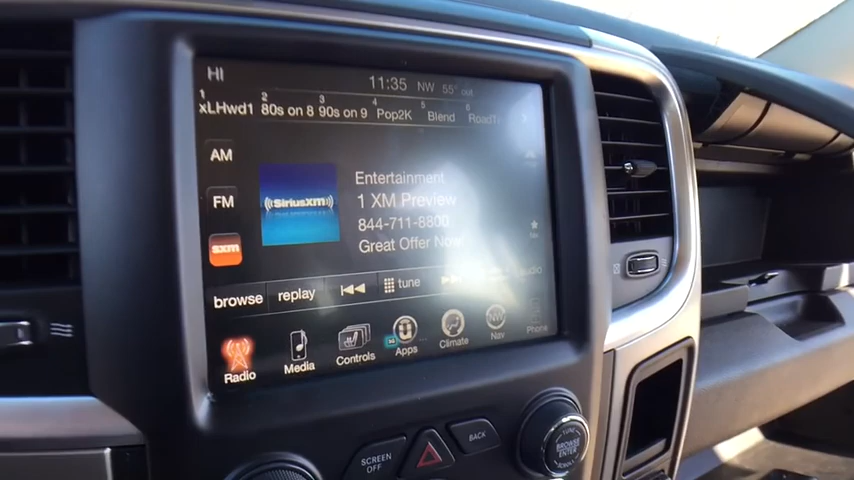 HI 11:35 NW 55° out
1 2 3 4 5 6
xLHwd1 80s on 8 90s on 9 Pop2K Blend
AM
FM
sxm
((SiriusXM))
Entertainment
1 XM Preview
844-711-8800
Great Offer Now
browse replay tune
Radio Media Controls Apps Climate Nav Phone
SCREEN OFF
BACK
TUNE
BROWSE
ENTER
SCROLL